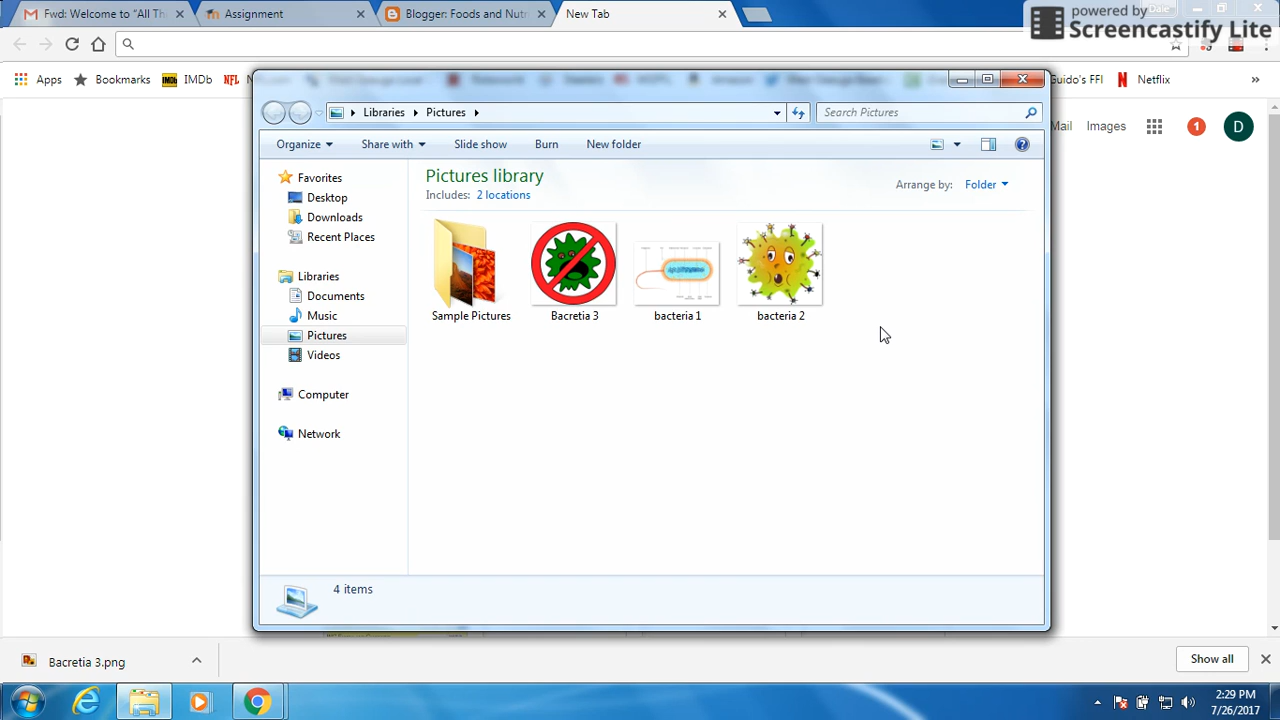 Fwd: Welcome to "All Th
Assignment
Blogger: Foods and Nutr
New Tab
powered by
Screencastify Lite
Apps
Bookmarks
IMDb
NFL
Guido's FFI
Netflix
»
Mail
Images
1
D
Libraries
Pictures
Search Pictures
Organize
Share with
Slide show
Burn
New folder
Pictures library
Includes: 2 locations
Arrange by: Folder
Favorites
Desktop
Downloads
Recent Places
Libraries
Documents
Music
Pictures
Videos
Computer
Network
Sample Pictures
Bacretia 3
bacteria 1
bacteria 2
4 items
Bacretia 3.png
Show all
2:29 PM
7/26/2017